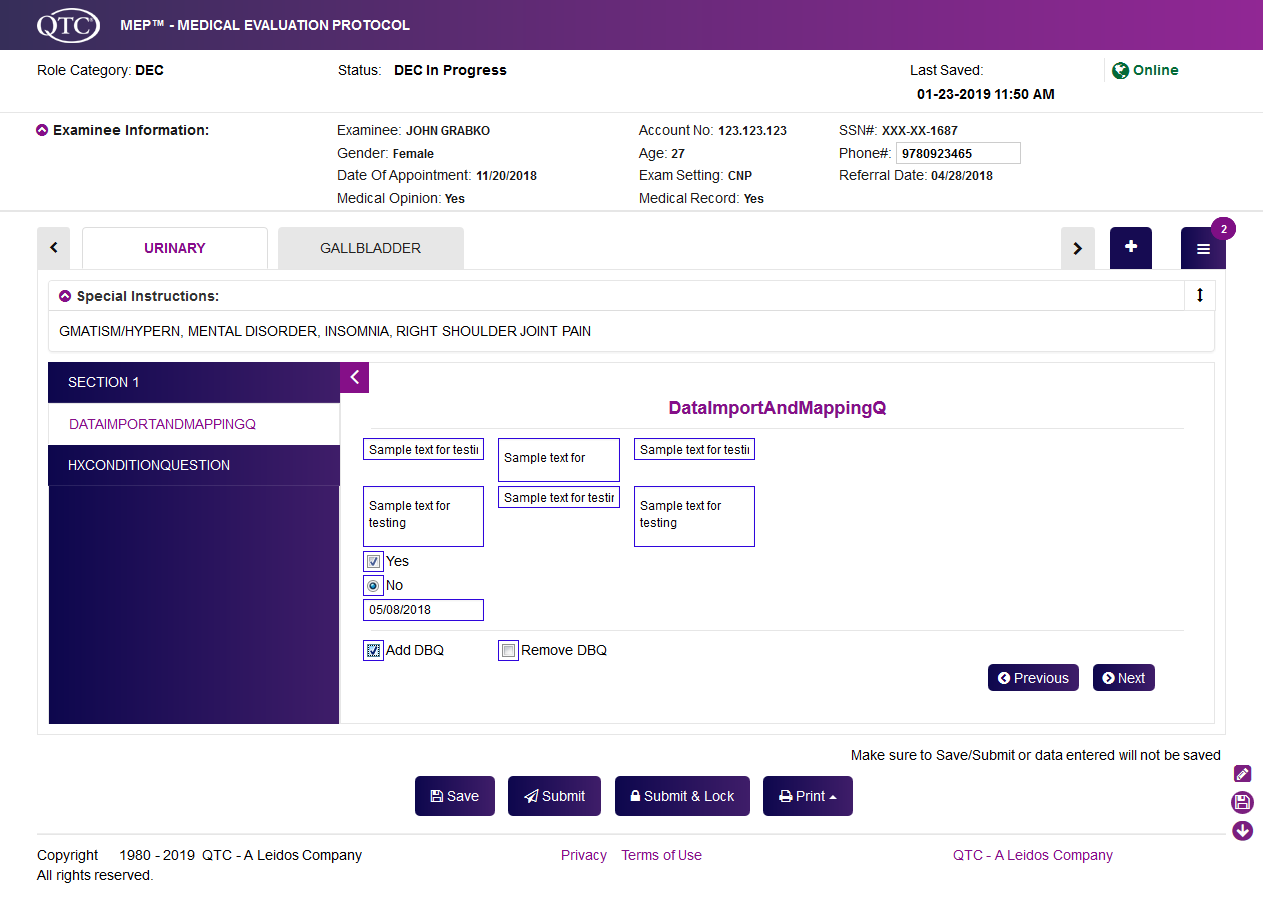 QTC MEP™ - MEDICAL EVALUATION PROTOCOL
Role Category: DEC Status: DEC In Progress Last Saved: Online
01-23-2019 11:50 AM
Examinee Information: Examinee: JOHN GRABKO Account No: 123.123.123 SSN#: XXX-XX-1687
Gender: Female Age: 27 Phone#: 9780923465
Date Of Appointment: 11/20/2018 Exam Setting: CNP Referral Date: 04/28/2018
Medical Opinion: Yes Medical Record: Yes
2
URINARY GALLBLADDER
Special Instructions:
GMATISM/HYPERN, MENTAL DISORDER, INSOMNIA, RIGHT SHOULDER JOINT PAIN
SECTION 1
DATAIMPORTANDMAPPINGQ
HXCONDITIONQUESTION
DataImportAndMappingQ
Sample text for testin Sample text for Sample text for testin
Sample text for Sample text for testin Sample text for
testing testing
Yes
No
05/08/2018
Add DBQ Remove DBQ
Previous Next
Make sure to Save/Submit or data entered will not be saved
Save Submit Submit & Lock Print
Copyright 1980 - 2019 QTC - A Leidos Company Privacy Terms of Use QTC - A Leidos Company
All rights reserved.